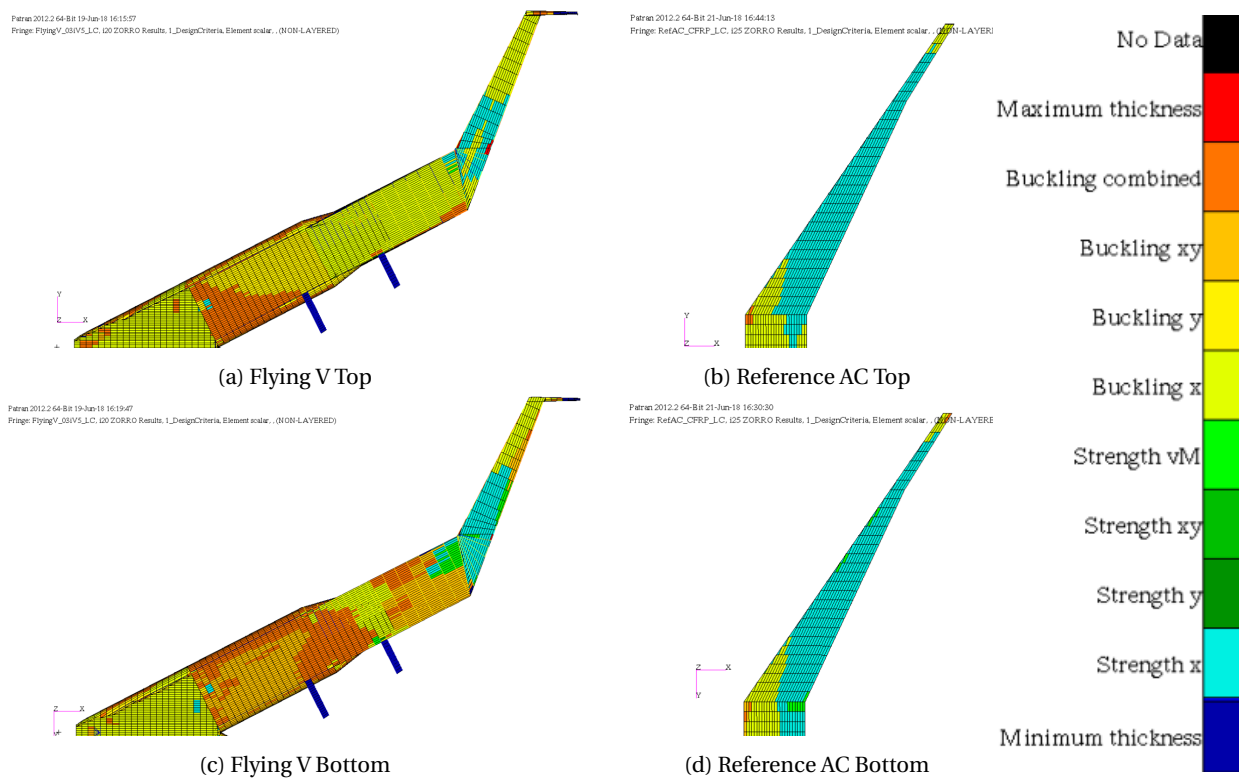 Patran 2012.2 64-Bit 19-Jun-18 16:15:57
Fringe: FlyingV_03iV5_LC, i20 ZORRO Results, 1_DesignCriteria, Element scalar, , (NON-LAYERED)
Y
Z X
(a) Flying V Top
Patran 2012.2 64-Bit 21-Jun-18 16:44:13
Fringe: RefAC_CFRP_LC, i25 ZORRO Results, 1_DesignCriteria, Element scalar, , (NON-LAYERE
Y
Z X
(b) Reference AC Top
Patran 2012.2 64-Bit 19-Jun-18 16:19:47
Fringe: FlyingV_03iV5_LC, i20 ZORRO Results, 1_DesignCriteria, Element scalar, , (NON-LAYERED)
Z X
Y
(c) Flying V Bottom
Patran 2012.2 64-Bit 21-Jun-18 16:30:30
Fringe: RefAC_CFRP_LC, i25 ZORRO Results, 1_DesignCriteria, Element scalar, , (NON-LAYERE
Z X
Y
(d) Reference AC Bottom
No Data
Maximum thickness
Buckling combined
Buckling xy
Buckling y
Buckling x
Strength vM
Strength xy
Strength y
Strength x
Minimum thickness